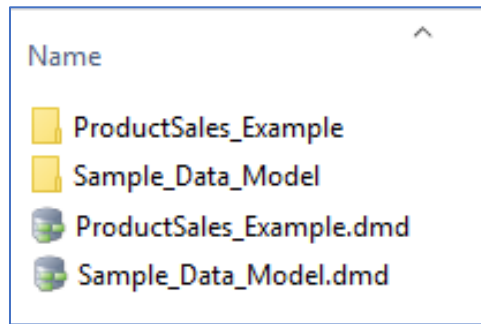 Name
ProductSales_Example
Sample_Data_Model
ProductSales_Example.dmd
Sample_Data_Model.dmd